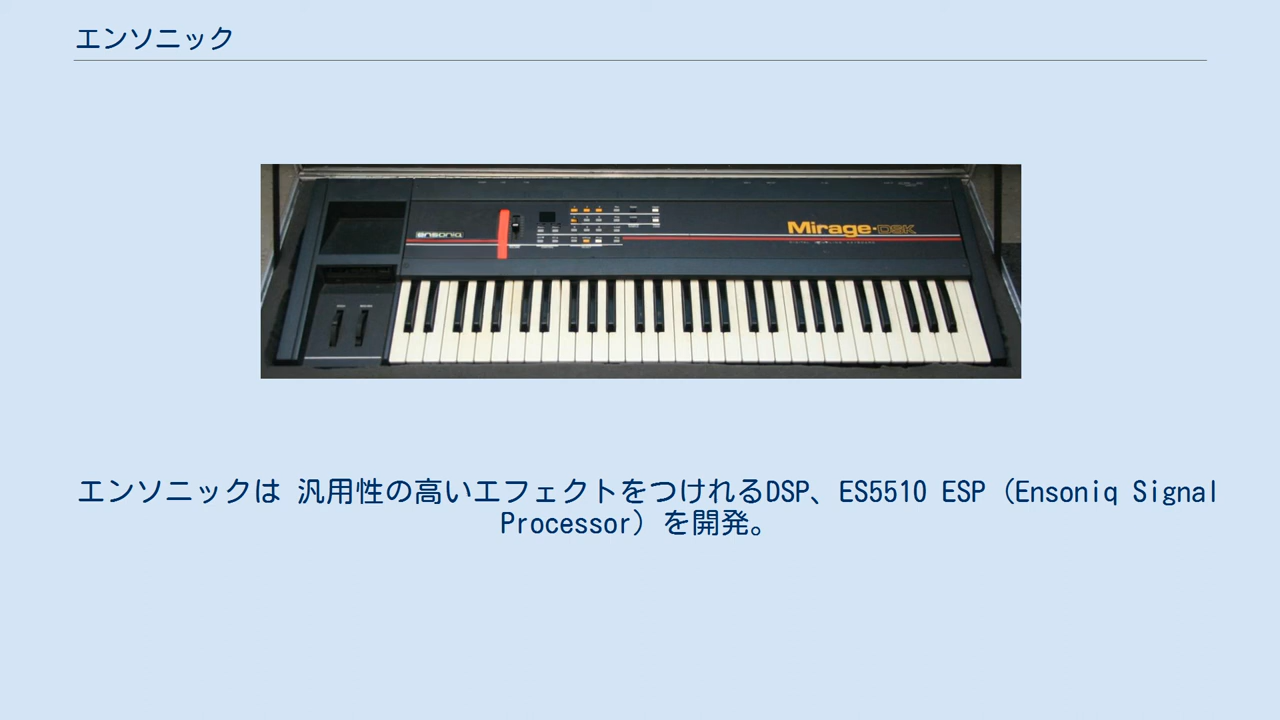 エンソニック
ensoniq
Mirage·DSK
エンソニックは 汎用性の高いエフェクトをつけれるDSP、ES5510 ESP（Ensoniq Signal
Processor）を開発。